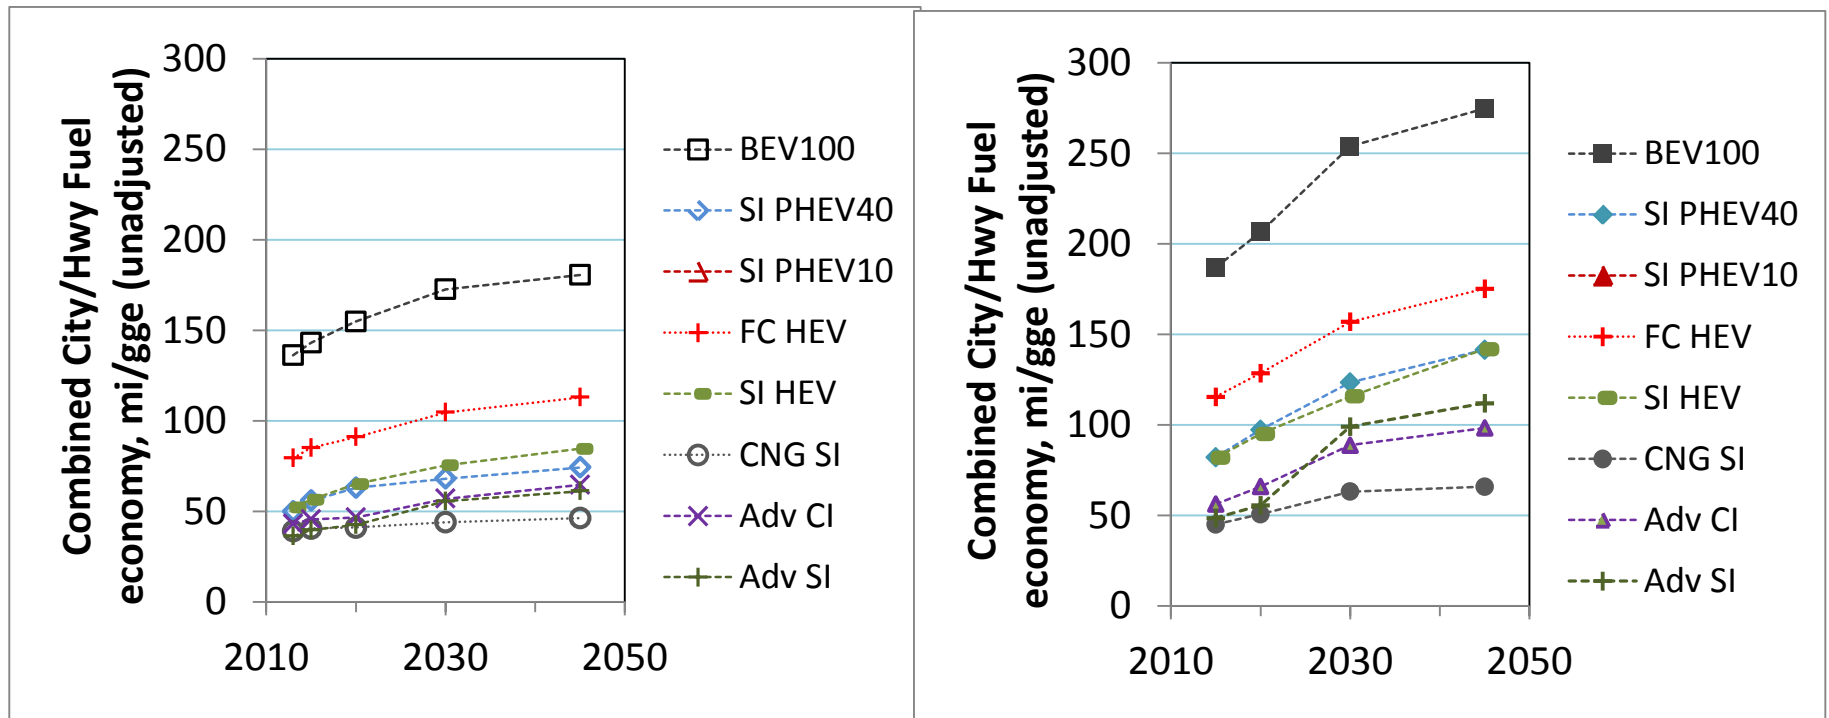 Combined City/Hwy Fuel
economy, mi/gge (unadjusted)
300
250
200
150
100
50
0
2010
2030
2050
BEV100
SI PHEV40
SI PHEV10
FC HEV
SI HEV
CNG SI
Adv CI
Adv SI
Combined City/Hwy Fuel
economy, mi/gge (unadjusted)
300
250
200
150
100
50
0
2010
2030
2050
BEV100
SI PHEV40
SI PHEV10
FC HEV
SI HEV
CNG SI
Adv CI
Adv SI